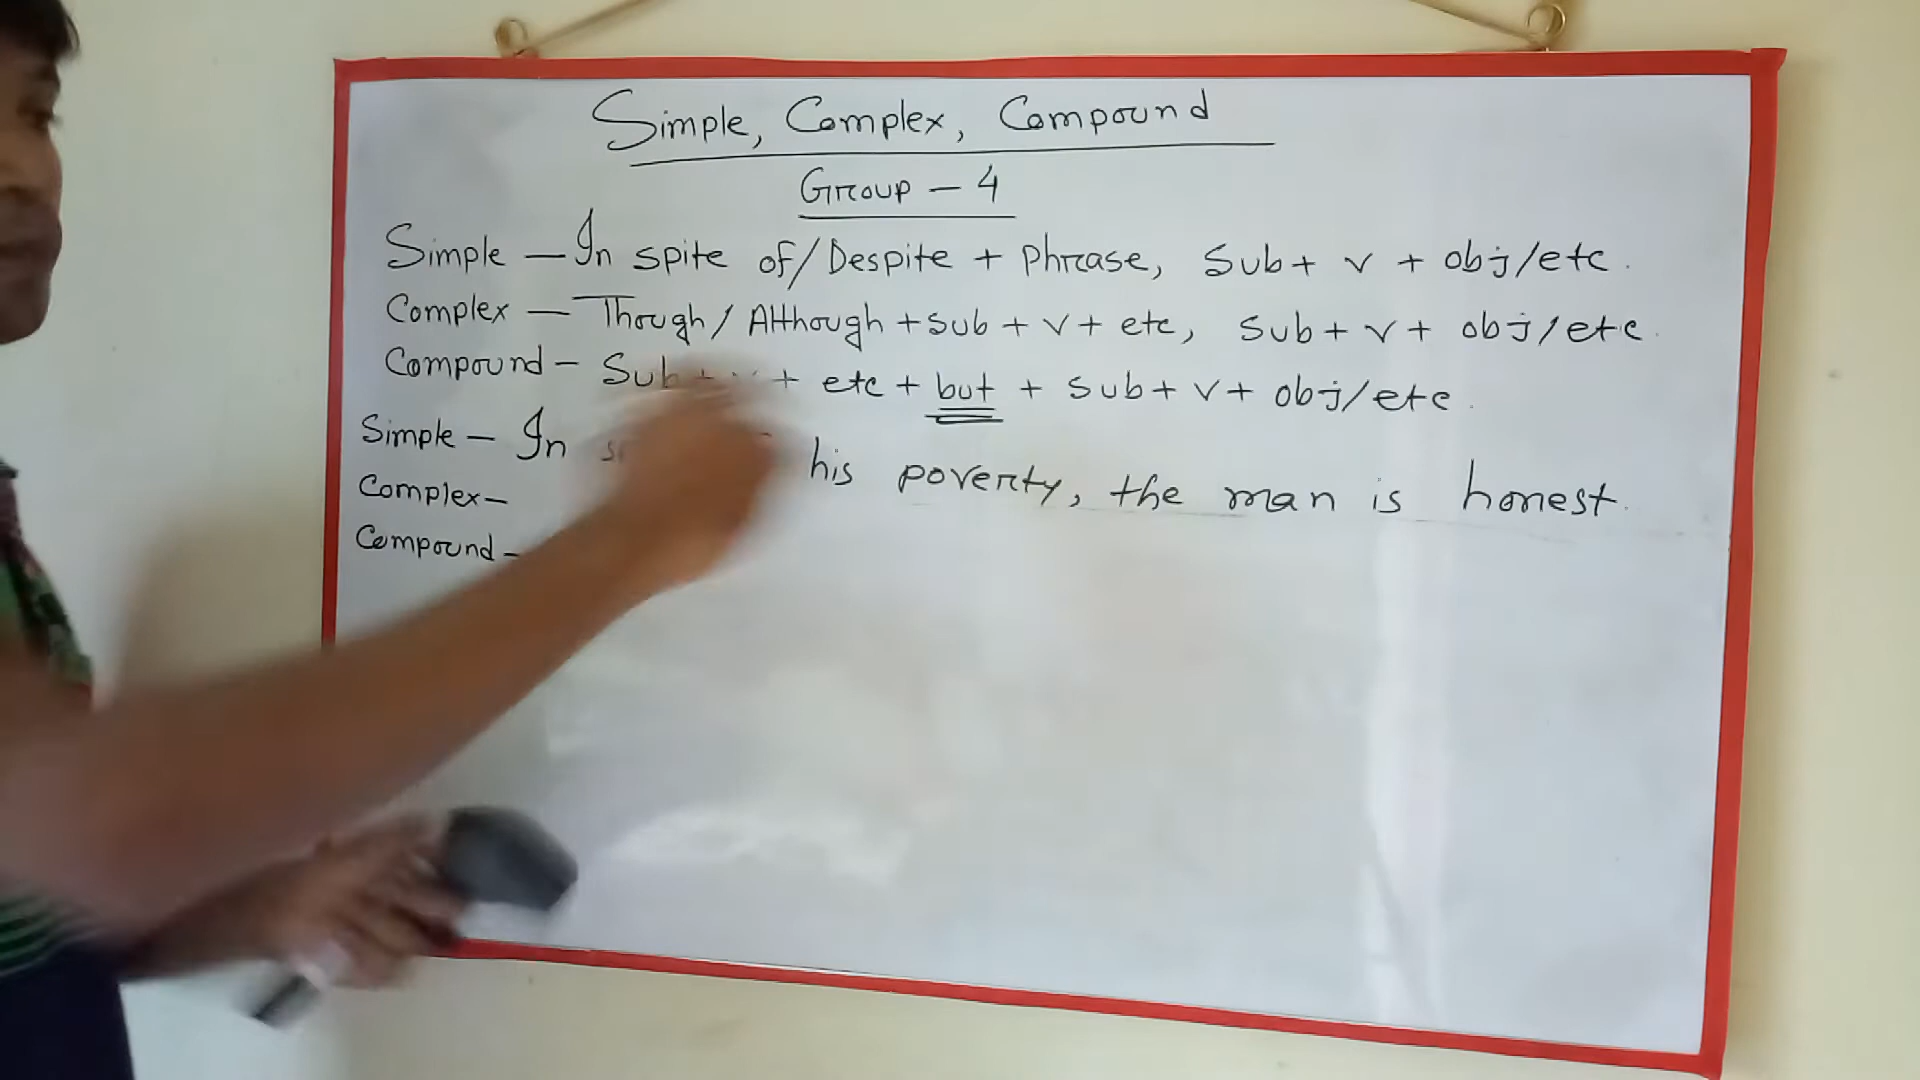 Simple, Complex, Compound
Group - 4
Simple - In spite of/Despite + Phrase, Sub + v + obj/etc.
Complex - Though/Although + sub + v + etc, Sub + v + obj/etc.
Compound - Sub + v + etc + but + sub + v + obj/etc.
Simple - In his poverty, the man is honest.
Complex-
Compound-